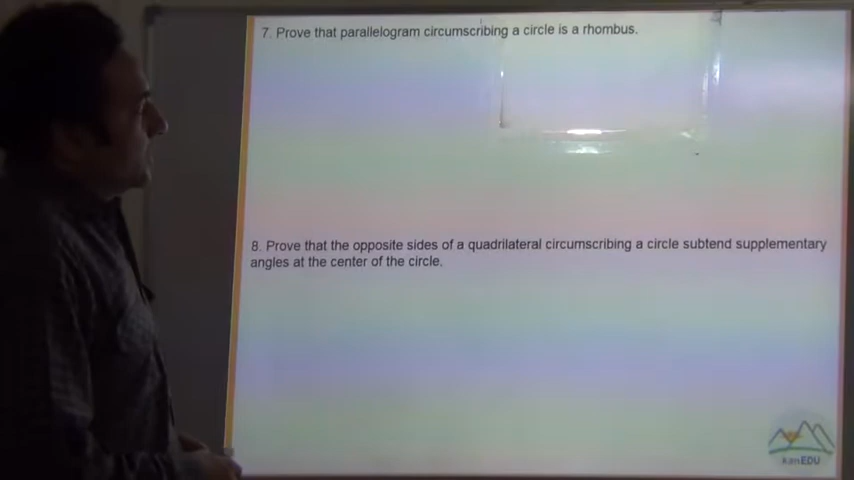 7. Prove that parallelogram circumscribing a circle is a rhombus.
8. Prove that the opposite sides of a quadrilateral circumscribing a circle subtend supplementary
angles at the center of the circle.
kanEDU